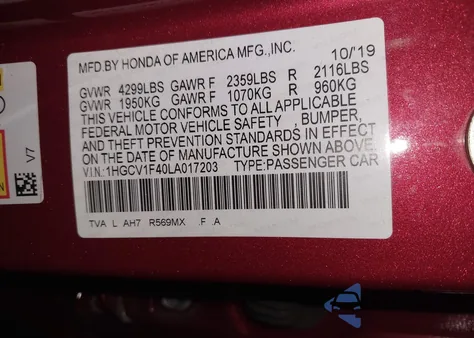 MFD.BY HONDA OF AMERICA MFG.,INC. 10/'19
GVWR 4299LBS GAWR F 2359LBS R 2116LBS
GVWR 1950KG GAWR F 1070KG R 960KG
THIS VEHICLE CONFORMS TO ALL APPLICABLE
FEDERAL MOTOR VEHICLE SAFETY , BUMPER,
AND THEFT PREVENTION STANDARDS IN EFFECT
ON THE DATE OF MANUFACTURE SHOWN ABOVE.
V.I.N:1HGCV1F40LA017203 TYPE:PASSENGER CAR
TVA L AH7 R569MX .F .A
V7